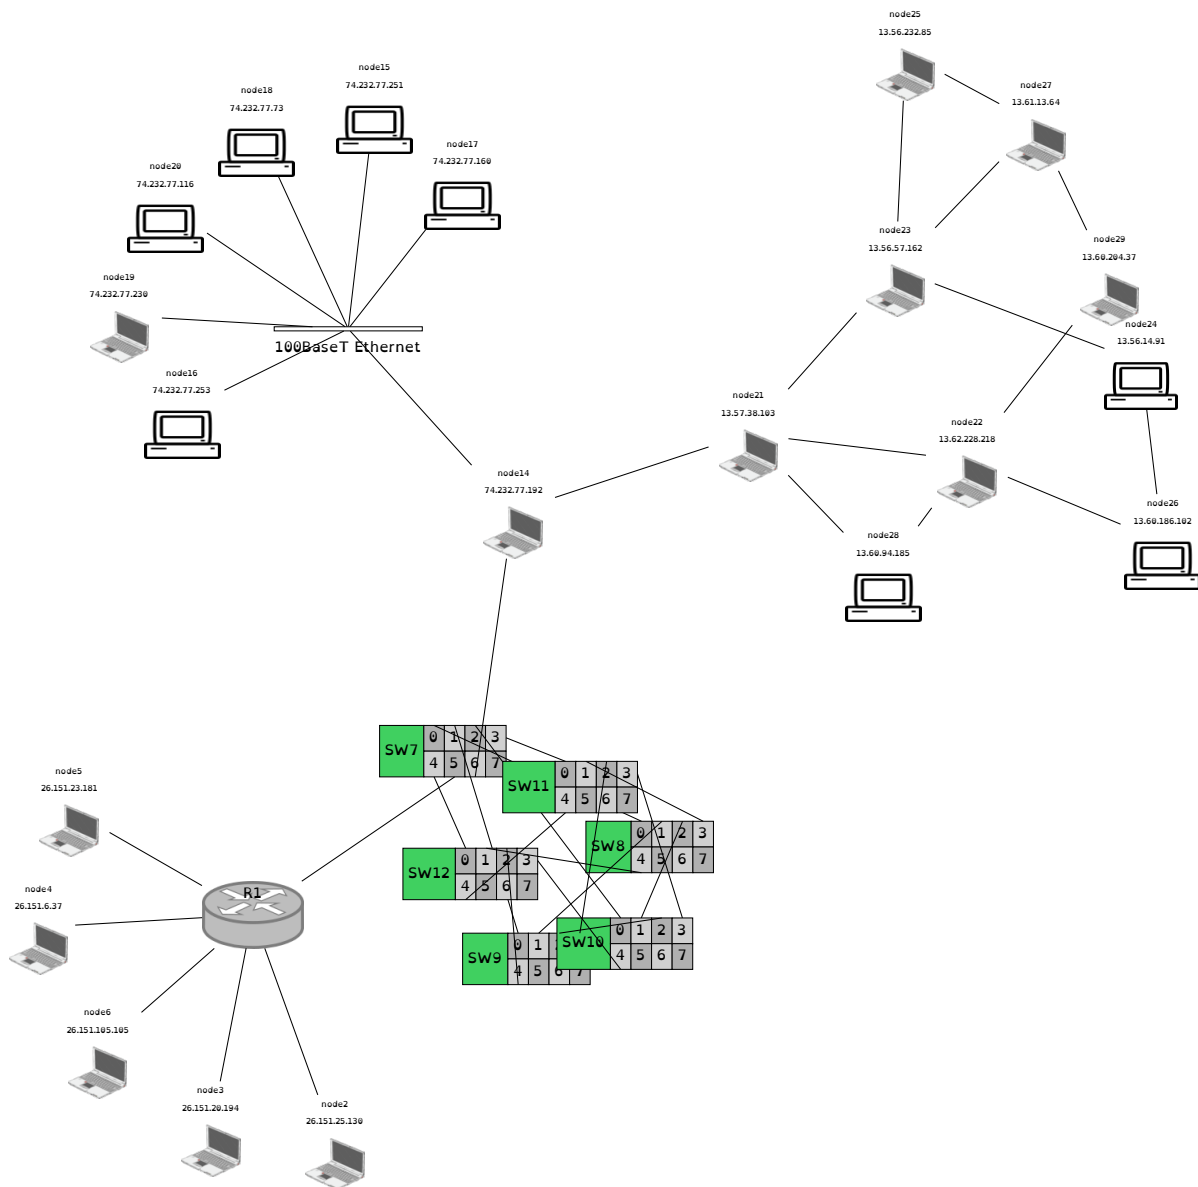 node25
13.56.232.85
node15
74.232.77.251
node18
74.232.77.73
node27
13.61.13.64
node17
74.232.77.160
node20
74.232.77.116
node23
13.56.57.162
node29
13.60.204.37
node19
74.232.77.230
node24
13.56.14.91
100BaseT Ethernet
node16
74.232.77.253
node21
13.57.38.103
node22
13.62.228.218
node14
74.232.77.192
node26
13.60.186.102
node28
13.60.94.185
SW7
0 1 2 3
4 5 6 7
SW11
0 1 2 3
4 5 6 7
SW8
0 1 2 3
4 5 6 7
SW12
0 1 2 3
4 5 6 7
SW10
0 1 2 3
4 5 6 7
SW9
0 1
4 5 6 7
node5
26.151.23.181
node4
26.151.6.37
R1
node6
26.151.105.105
node3
26.151.20.194
node2
26.151.25.130